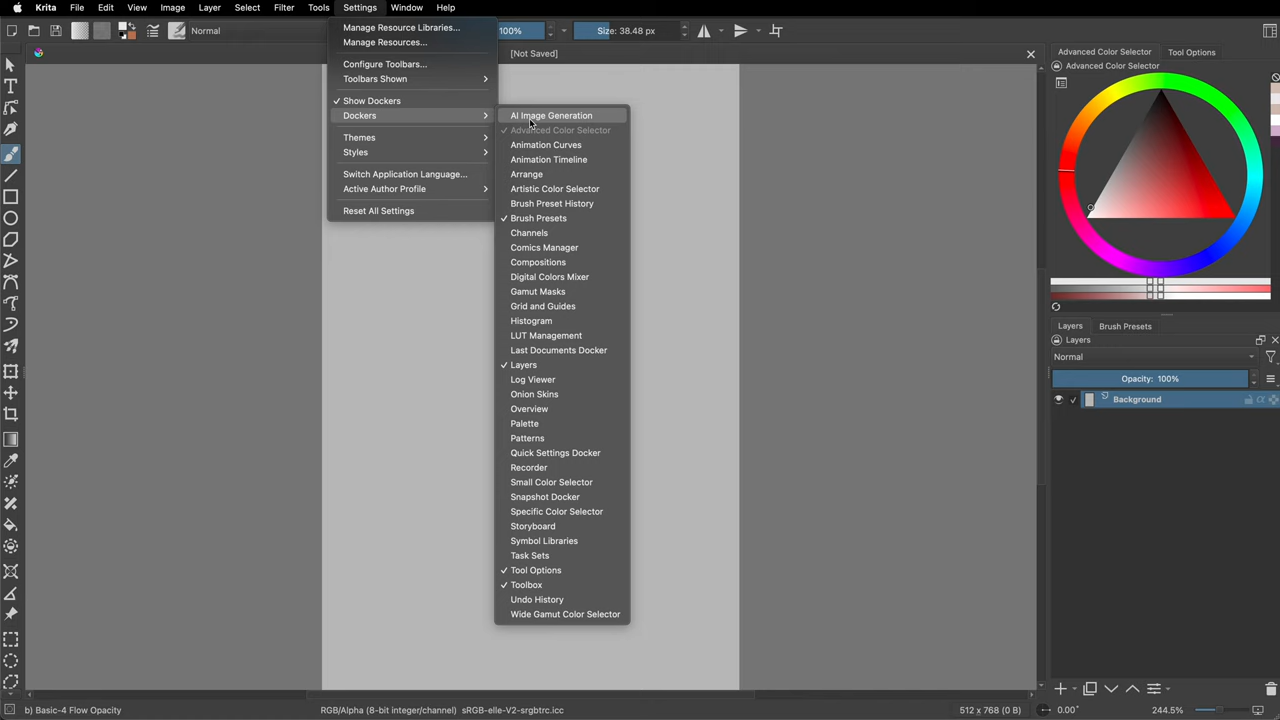 Krita File Edit View Image Layer Select Filter Tools Settings Window Help
Normal
100%
Size: 38.48 px
[Not Saved]
Manage Resource Libraries...
Manage Resources...
Configure Toolbars...
Toolbars Shown
Show Dockers
Dockers
Themes
Styles
Switch Application Language...
Active Author Profile
Reset All Settings
AI Image Generation
Advanced Color Selector
Animation Curves
Animation Timeline
Arrange
Artistic Color Selector
Brush Preset History
Brush Presets
Channels
Comics Manager
Compositions
Digital Colors Mixer
Gamut Masks
Grid and Guides
Histogram
LUT Management
Last Documents Docker
Layers
Log Viewer
Onion Skins
Overview
Palette
Patterns
Quick Settings Docker
Recorder
Small Color Selector
Snapshot Docker
Specific Color Selector
Storyboard
Symbol Libraries
Task Sets
Tool Options
Toolbox
Undo History
Wide Gamut Color Selector
Advanced Color Selector Tool Options
Advanced Color Selector
Layers Brush Presets
Layers
Normal
Opacity: 100%
Background
b) Basic-4 Flow Opacity
RGB/Alpha (8-bit integer/channel) sRGB-elle-V2-srgbtrc.icc
512 x 768 (0 B)
0.00°
244.5%